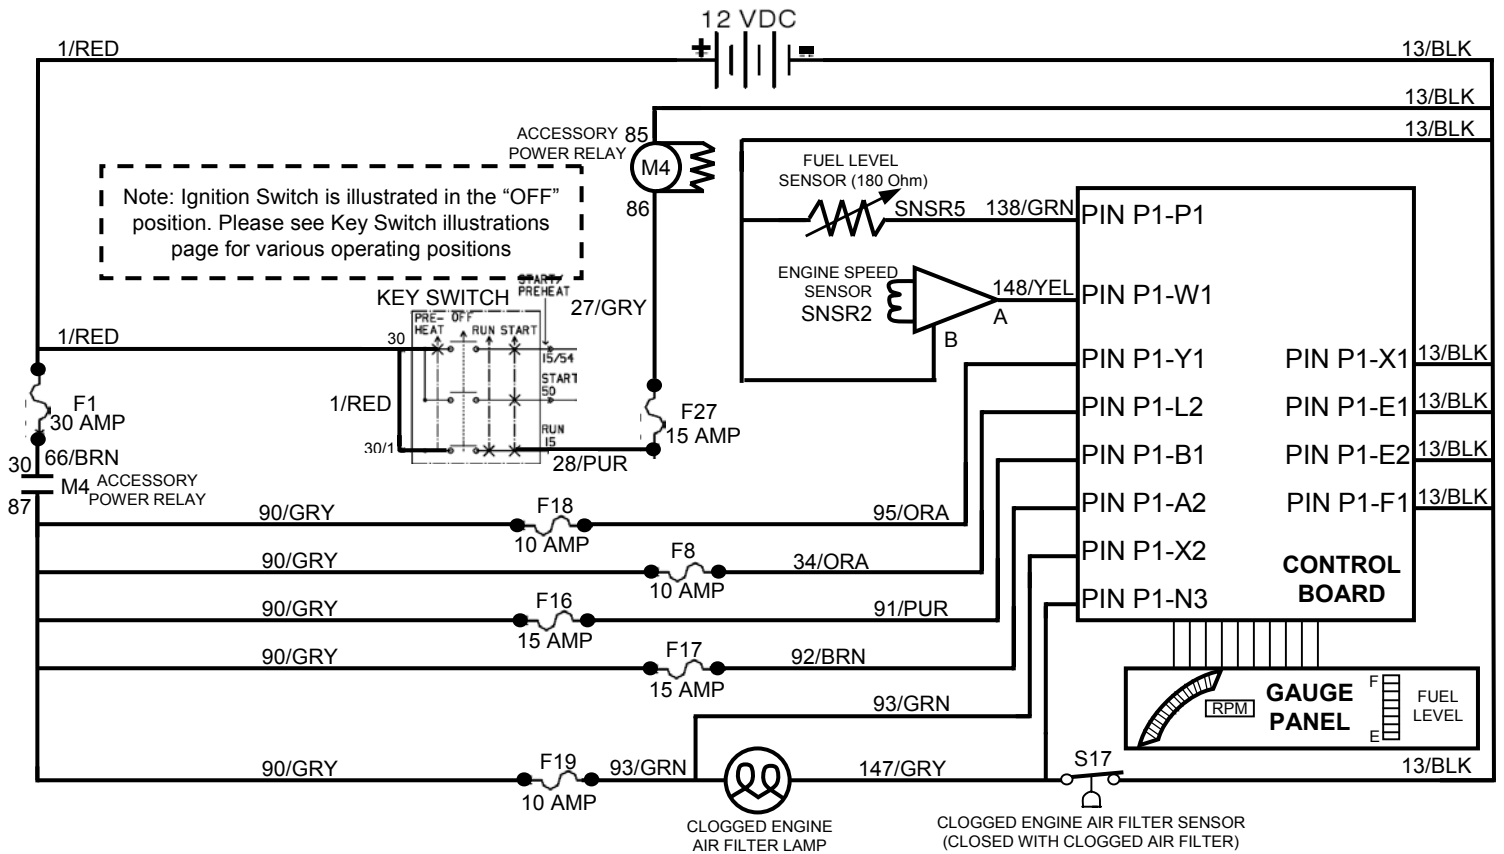 12 VDC
+
1/RED
13/BLK
13/BLK
13/BLK
ACCESSORY
POWER RELAY
85
M4
86
Note: Ignition Switch is illustrated in the “OFF”
position. Please see Key Switch illustrations
page for various operating positions
FUEL LEVEL
SENSOR (180 Ohm)
SNSR5
138/GRN
PIN P1-P1
ENGINE SPEED
SENSOR
SNSR2
148/YEL
A
B
PIN P1-W1
START/
PREHEAT
KEY SWITCH
27/GRY
PRE-
HEAT
OFF
RUN
START
1/RED
30
15/54
START
50
1/RED
RUN
15
30/1
28/PUR
F27
15 AMP
F1
30 AMP
66/BRN
30
M4
ACCESSORY
POWER RELAY
87
PIN P1-Y1
PIN P1-X1
13/BLK
PIN P1-L2
PIN P1-E1
13/BLK
PIN P1-B1
PIN P1-E2
13/BLK
PIN P1-A2
PIN P1-F1
13/BLK
PIN P1-X2
PIN P1-N3
CONTROL
BOARD
90/GRY
F18
10 AMP
95/ORA
90/GRY
F8
10 AMP
34/ORA
90/GRY
F16
15 AMP
91/PUR
90/GRY
F17
15 AMP
92/BRN
93/GRN
RPM
GAUGE
PANEL
F
E
FUEL
LEVEL
90/GRY
F19
10 AMP
93/GRN
147/GRY
S17
13/BLK
CLOGGED ENGINE
AIR FILTER LAMP
CLOGGED ENGINE AIR FILTER SENSOR
(CLOSED WITH CLOGGED AIR FILTER)